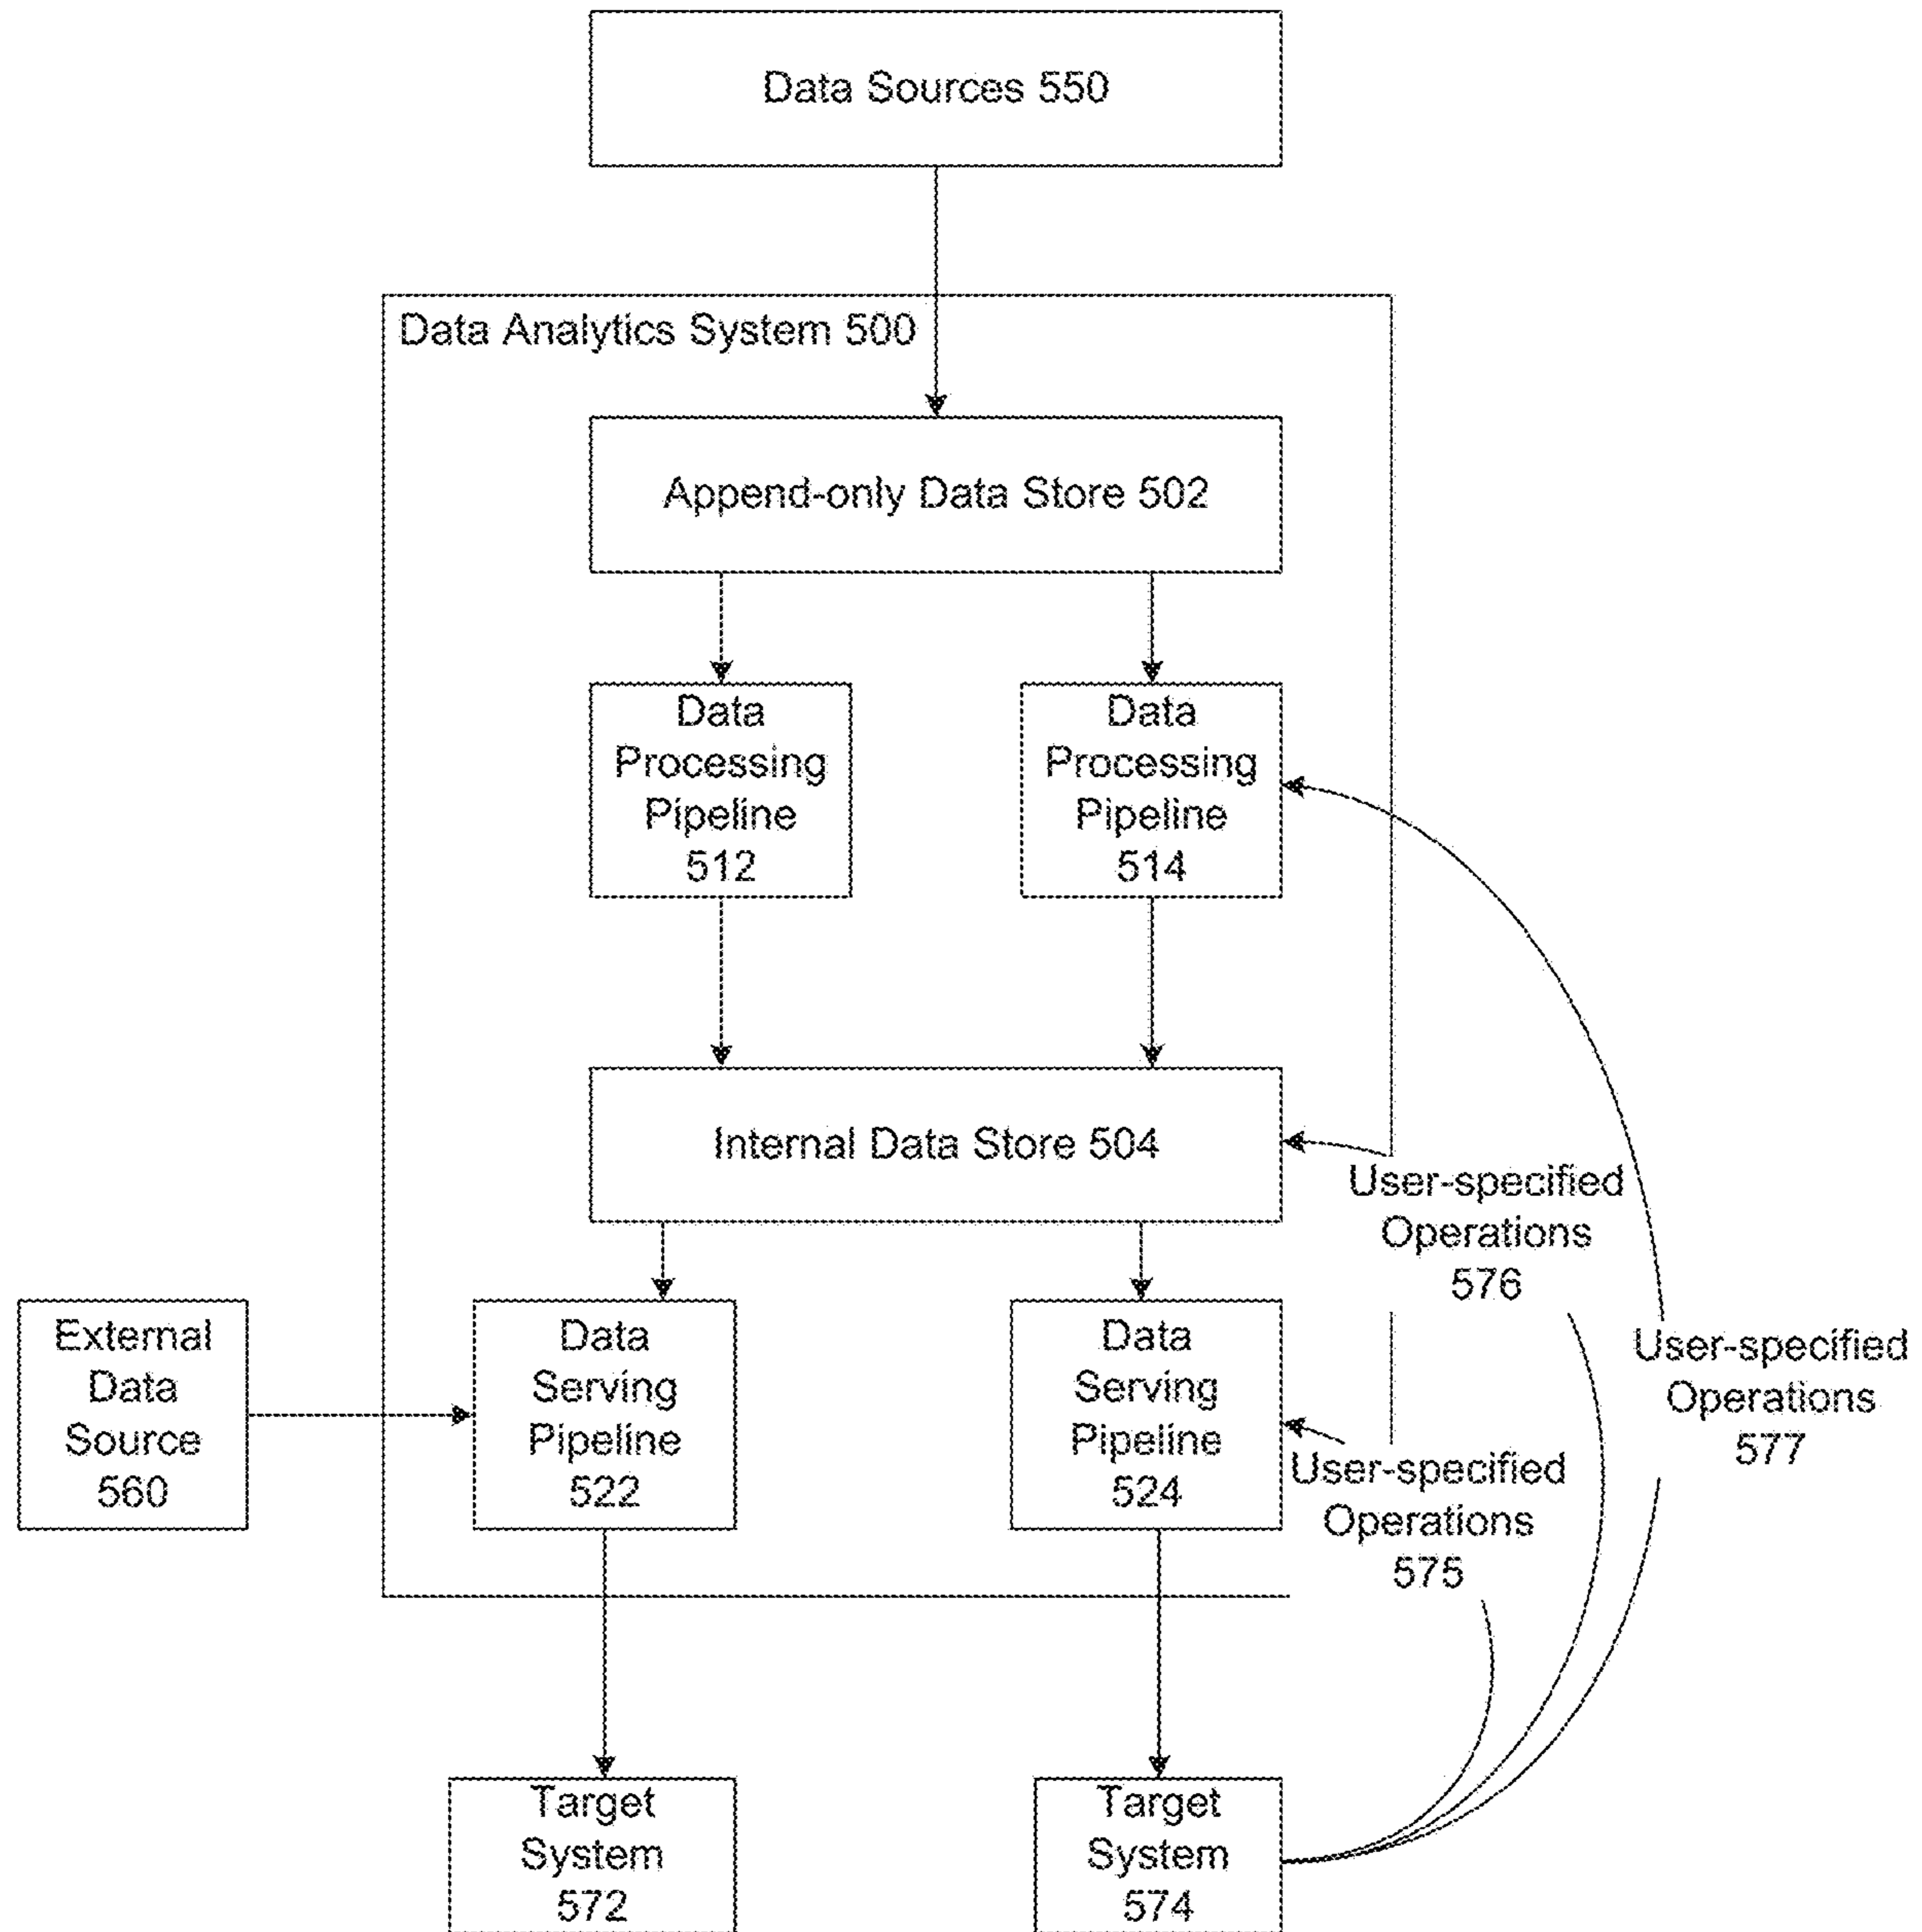 Data Sources 550
Data Analytics System 500
Append-only Data Store 502
Data
Processing
Pipeline
512
Data
Processing
Pipeline
514
Internal Data Store 504
User-specified
Operations
576
External
Data
Source
560
Data
Serving
Pipeline
522
Data
Serving
Pipeline
524
User-specified
Operations
577
User-specified
Operations
575
Target
System
572
Target
System
574